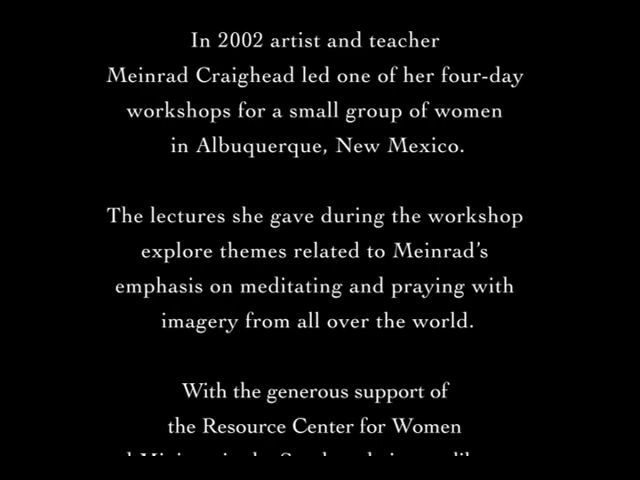 In 2002 artist and teacher
Meinrad Craighead led one of her four-day
workshops for a small group of women
in Albuquerque, New Mexico.
The lectures she gave during the workshop
explore themes related to Meinrad's
emphasis on meditating and praying with
imagery from all over the world.
With the generous support of
the Resource Center for Women